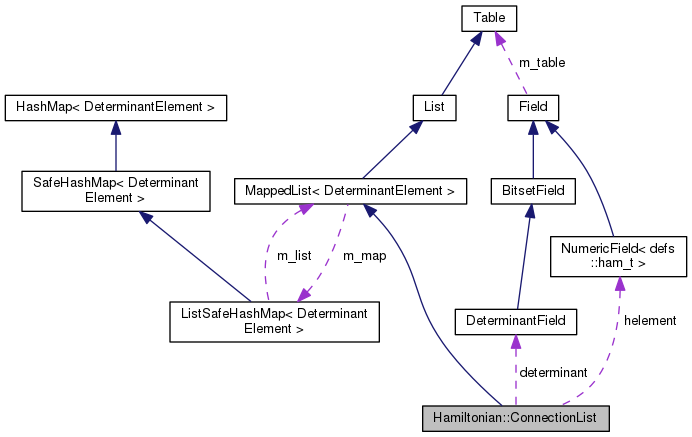 Table
m_table
HashMap< DeterminantElement >
List
Field
SafeHashMap< Determinant
Element >
MappedList< DeterminantElement >
BitsetField
m_list
m_map
NumericField< defs
::ham_t >
ListSafeHashMap< Determinant
Element >
DeterminantField
helement
determinant
Hamiltonian::ConnectionList